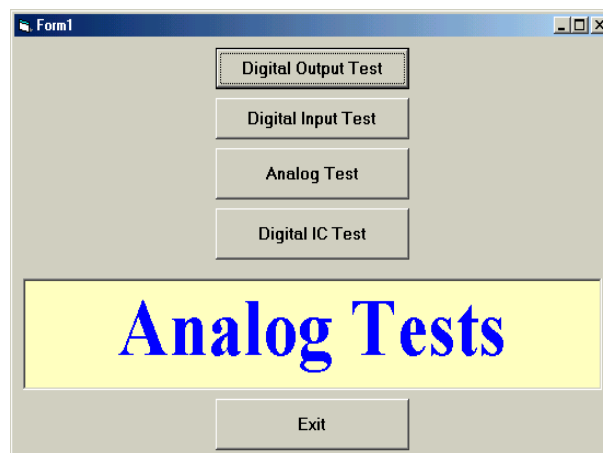 Form1
Digital Output Test
Digital Input Test
Analog Test
Digital IC Test
Analog Tests
Exit